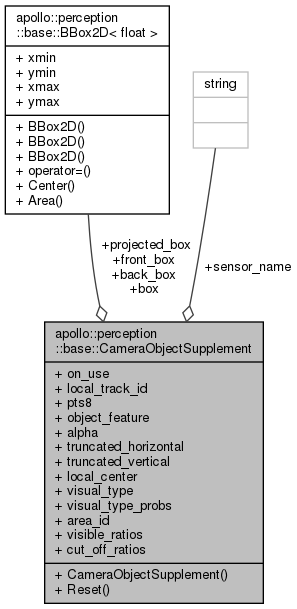 apollo::perception
::base::BBox2D< float >
+ xmin
+ ymin
+ xmax
+ ymax
+ BBox2D()
+ BBox2D()
+ BBox2D()
+ operator=()
+ Center()
+ Area()
string
+projected_box
+front_box
+back_box
+box
+sensor_name
apollo::perception
::base::CameraObjectSupplement
+ on_use
+ local_track_id
+ pts8
+ object_feature
+ alpha
+ truncated_horizontal
+ truncated_vertical
+ local_center
+ visual_type
+ visual_type_probs
+ area_id
+ visible_ratios
+ cut_off_ratios
+ CameraObjectSupplement()
+ Reset()